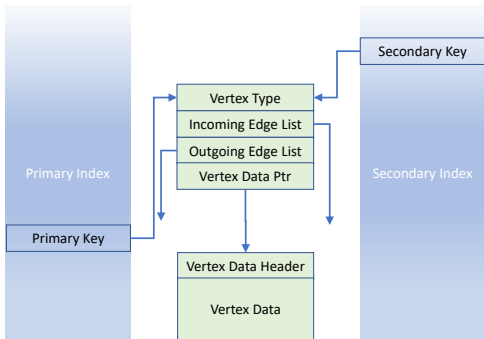 Secondary Key
Vertex Type
Incoming Edge List
Outgoing Edge List
Primary Index
Vertex Data Ptr
Secondary Index
Primary Key
Vertex Data Header
Vertex Data